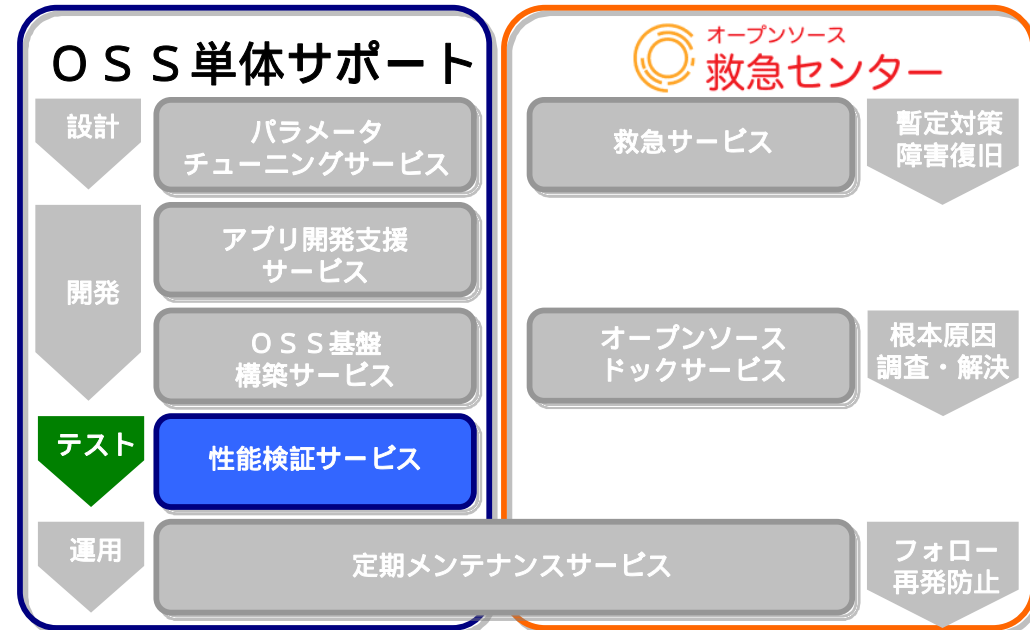 ＯＳＳ単体サポート
設計
パラメータ
チューニングサービス
開発
アプリ開発支援
サービス
ＯＳＳ基盤
構築サービス
テスト
性能検証サービス
運用
定期メンテナンスサービス
オープンソース
救急センター
救急サービス
暫定対策
障害復旧
オープンソース
ドックサービス
根本原因
調査・解決
フォロー
再発防止